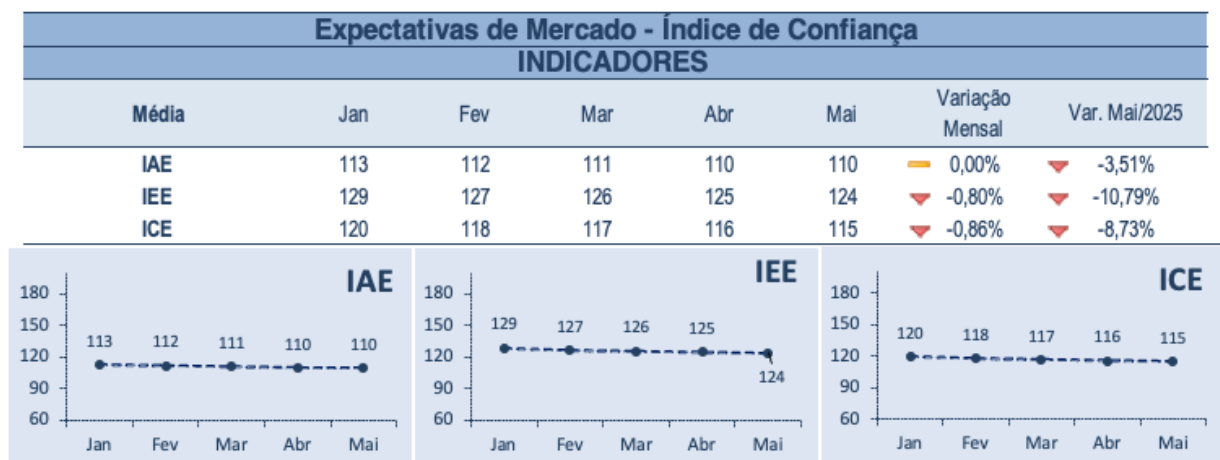 Expectativas de Mercado - Índice de Confiança
INDICADORES
Média Jan Fev Mar Abr Mai Variação Mensal Var. Mai/2025
IAE 113 112 111 110 110 0,00% -3,51%
IEE 129 127 126 125 124 -0,80% -10,79%
ICE 120 118 117 116 115 -0,86% -8,73%
IAE
180
150
120
90
60
113 112 111 110 110
Jan Fev Mar Abr Mai
IEE
180
150
120
90
60
129 127 126 125 124
Jan Fev Mar Abr Mai
ICE
180
150
120
90
60
120 118 117 116 115
Jan Fev Mar Abr Mai